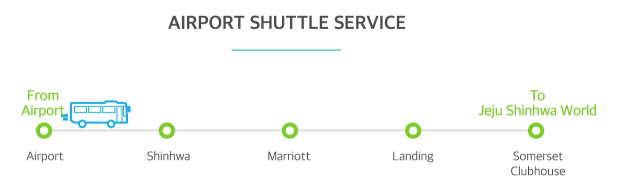 AIRPORT SHUTTLE SERVICE
From
Airport
To
Jeju Shinhwa World
Airport
Shinhwa
Marriott
Landing
Somerset
Clubhouse